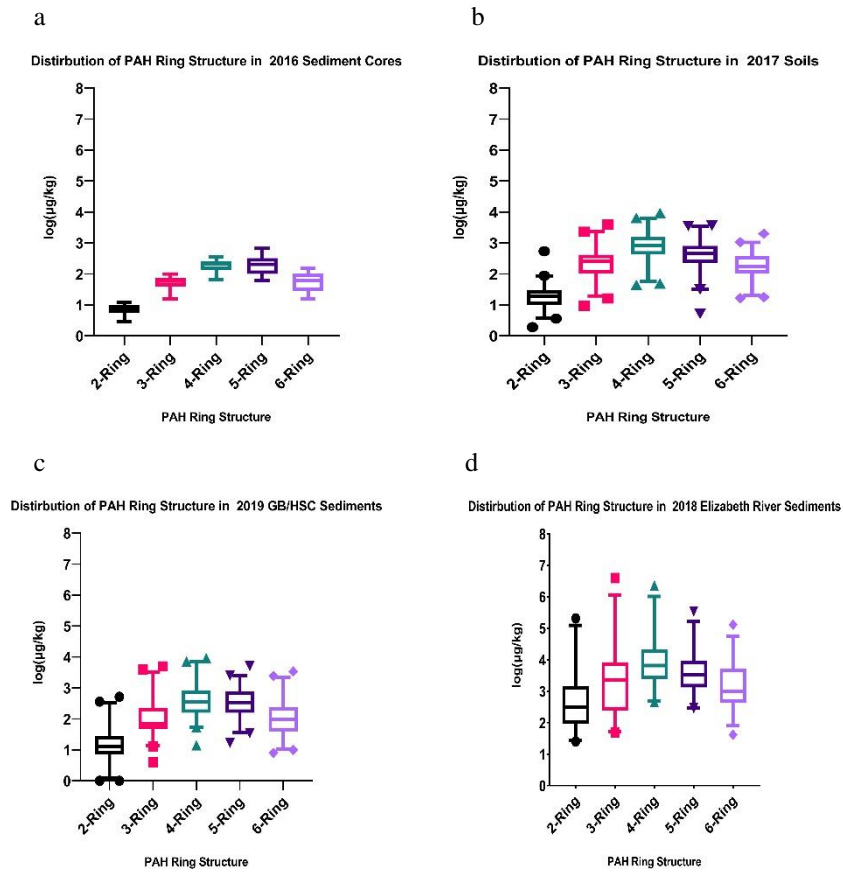 a
Distirbution of PAH Ring Structure in 2016 Sediment Cores
8
7
6
5
4
3
2
1
0
log(µg/kg)
2-Ring
3-Ring
4-Ring
5-Ring
6-Ring
PAH Ring Structure
b
Distirbution of PAH Ring Structure in 2017 Soils
8
7
6
5
4
3
2
1
0
log(µg/kg)
2-Ring
3-Ring
4-Ring
5-Ring
6-Ring
PAH Ring Structure
c
Distirbution of PAH Ring Structure in 2019 GB/HSC Sediments
8
7
6
5
4
3
2
1
0
log(µg/kg)
2-Ring
3-Ring
4-Ring
5-Ring
6-Ring
PAH Ring Structure
d
Distirbution of PAH Ring Structure in 2018 Elizabeth River Sediments
8
7
6
5
4
3
2
1
0
log(µg/kg)
2-Ring
3-Ring
4-Ring
5-Ring
6-Ring
PAH Ring Structure